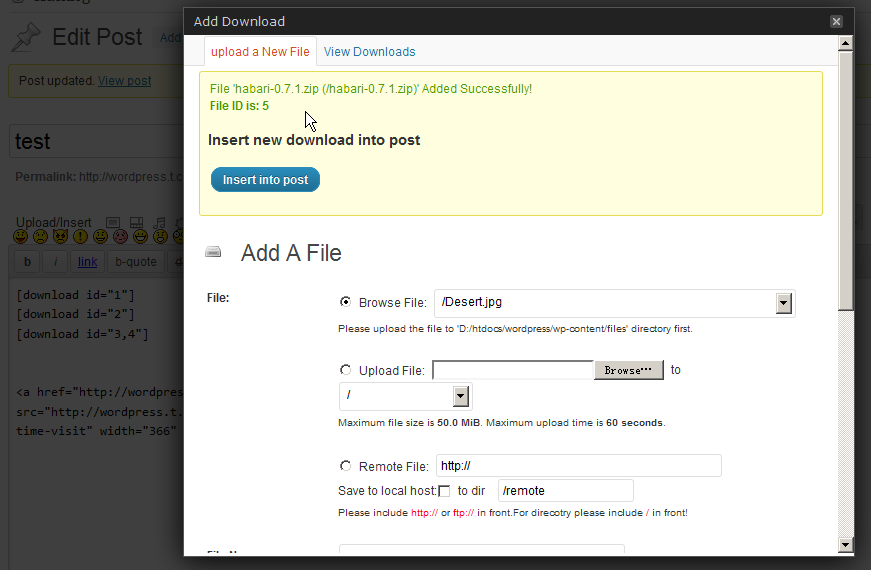 Add Download
Edit Post Add
upload a New File View Downloads
Post updated. View post
File 'habari-0.7.1.zip (/habari-0.7.1.zip)' Added Successfully!
File ID is: 5
Insert new download into post
test
Insert into post
Permalink: http://wordpress.t.c
Upload/Insert
b i link b-quote
Add A File
[download id="1"]
[download id="2"]
[download id="3,4"]
File:
Browse File: /Desert.jpg
Please upload the file to 'D:/htdocs/wordpress/wp-content/files' directory first.
Upload File: Browse... to
/
<a href="http://wordpres
src="http://wordpress.t.
time-visit" width="366"
Maximum file size is 50.0 MiB. Maximum upload time is 60 seconds.
Remote File: http://
Save to local host: to dir /remote
Please include http:// or ftp:// in front.For direcotry please include / in front!